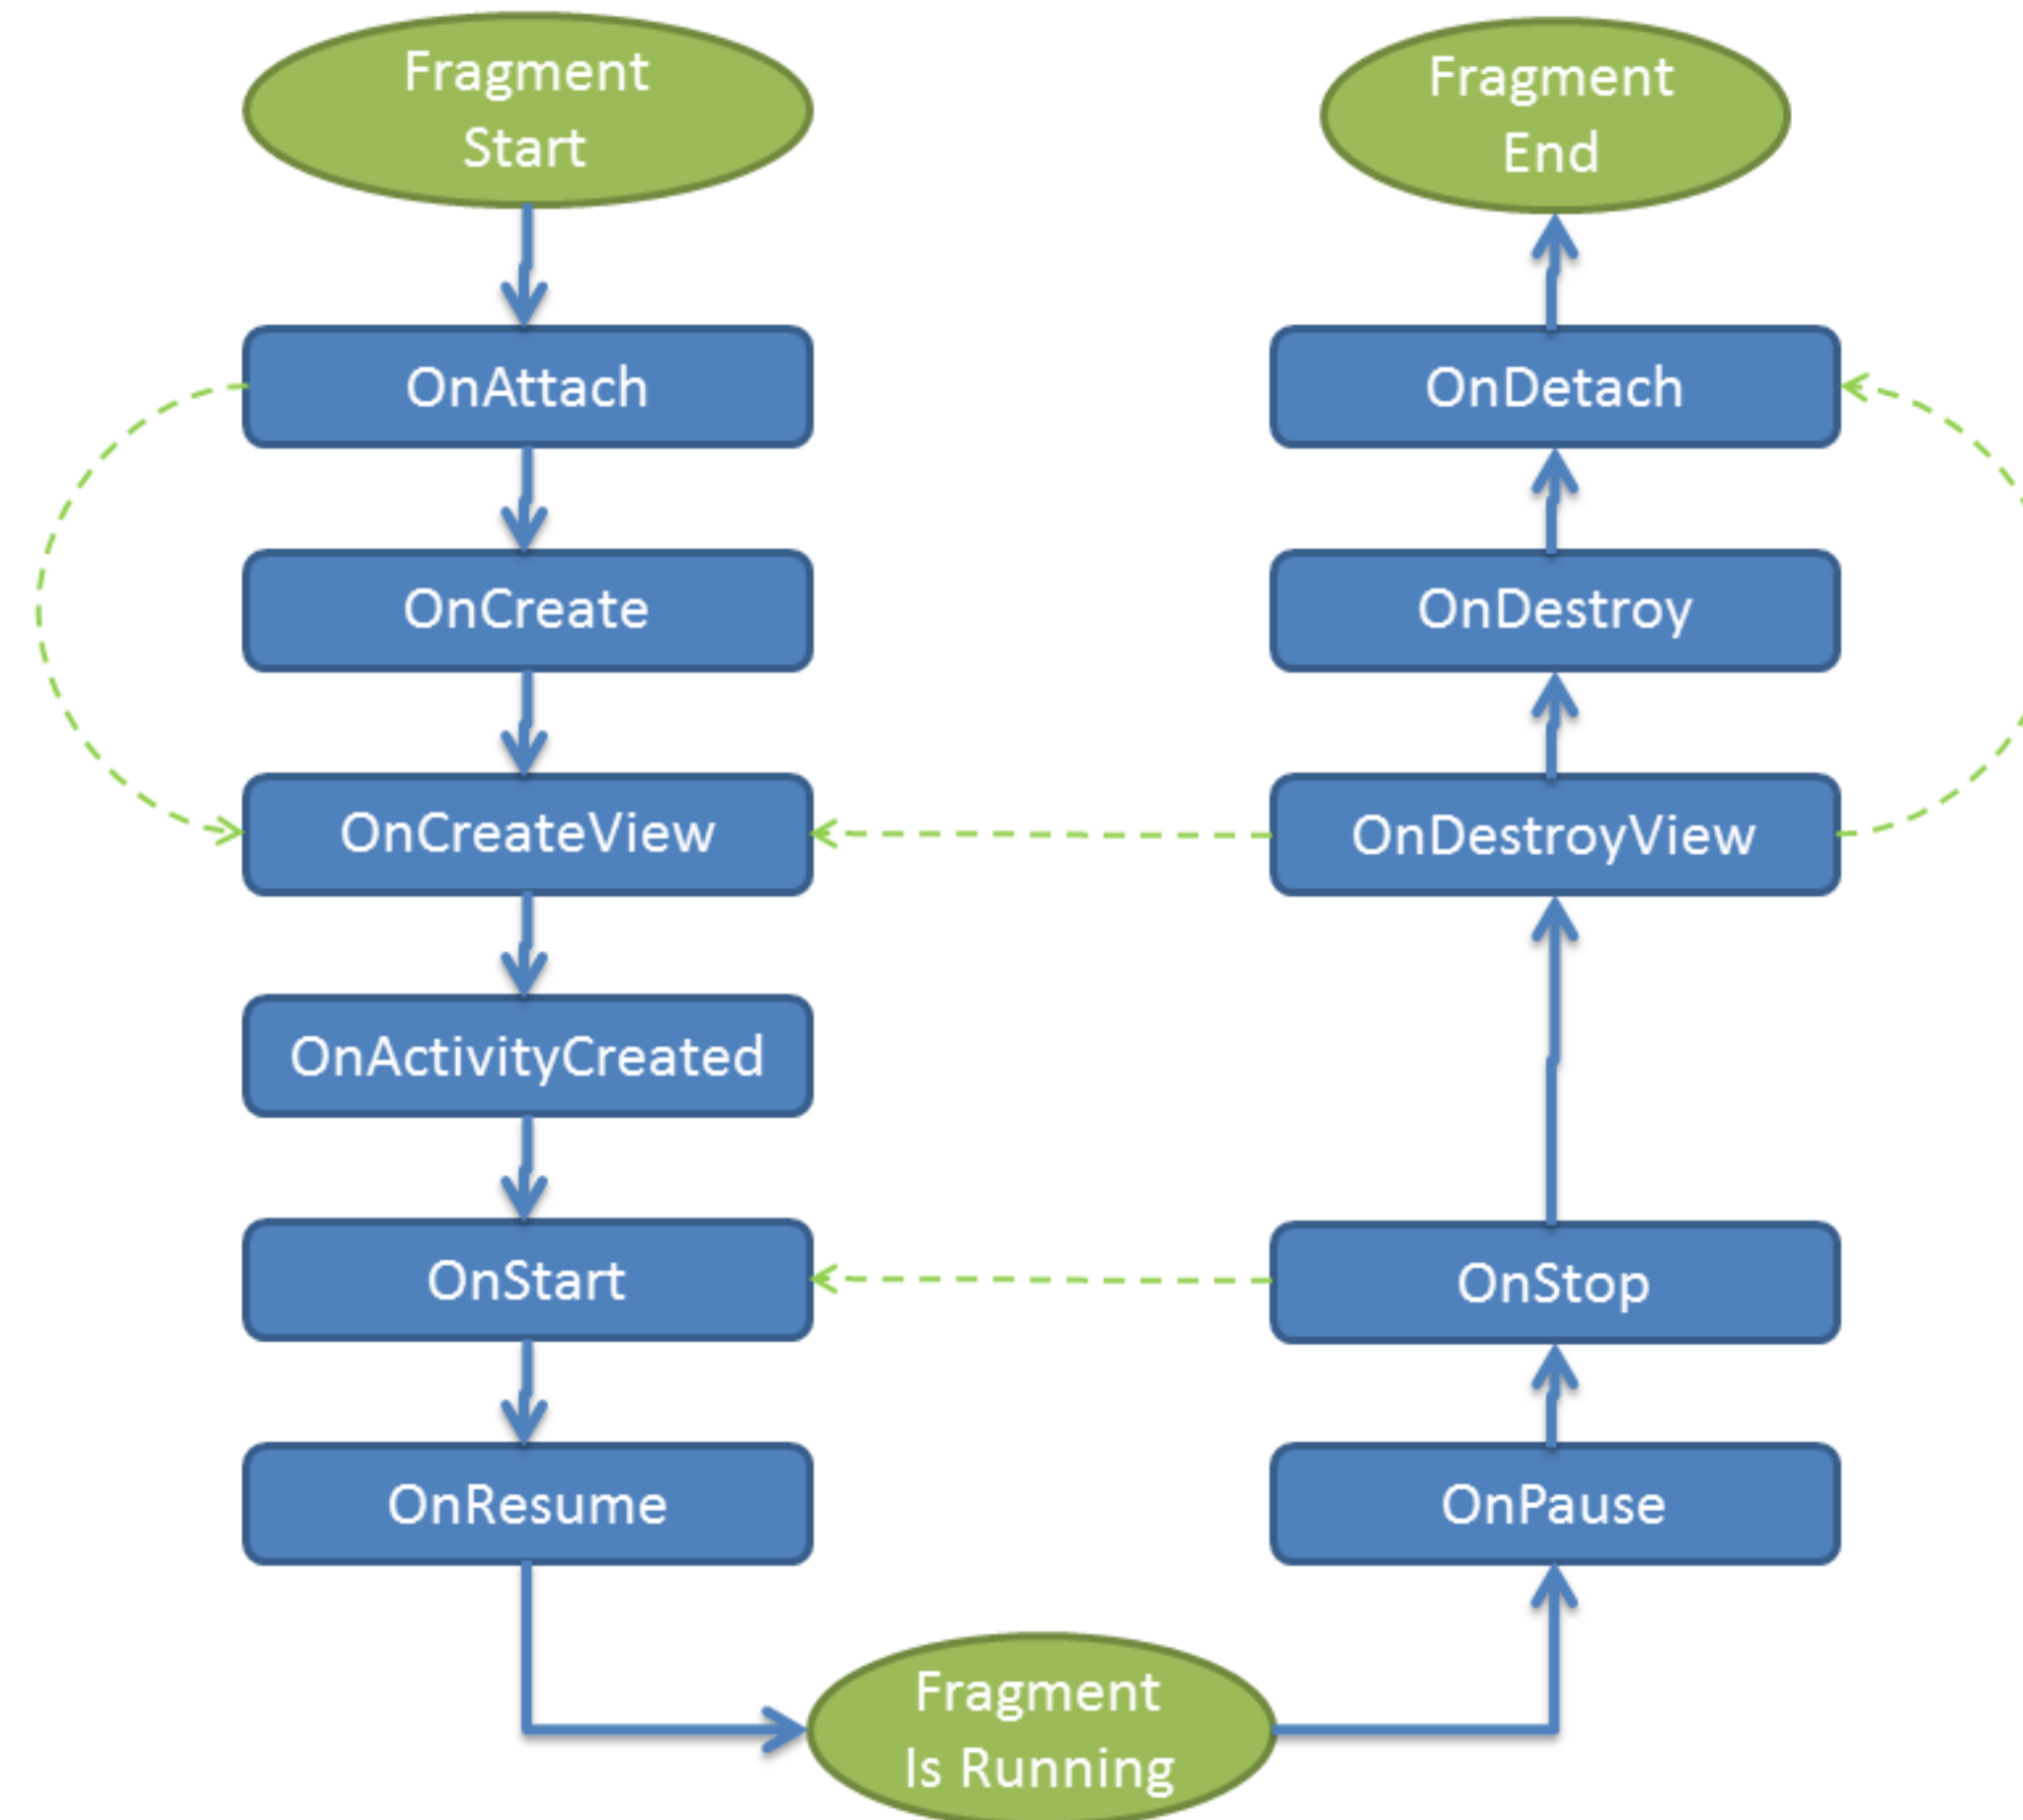 Fragment
Start
OnAttach
OnCreate
OnCreateView
OnActivityCreated
OnStart
OnResume
Fragment
Is Running
Fragment
End
OnDetach
OnDestroy
OnDestroyView
OnStop
OnPause